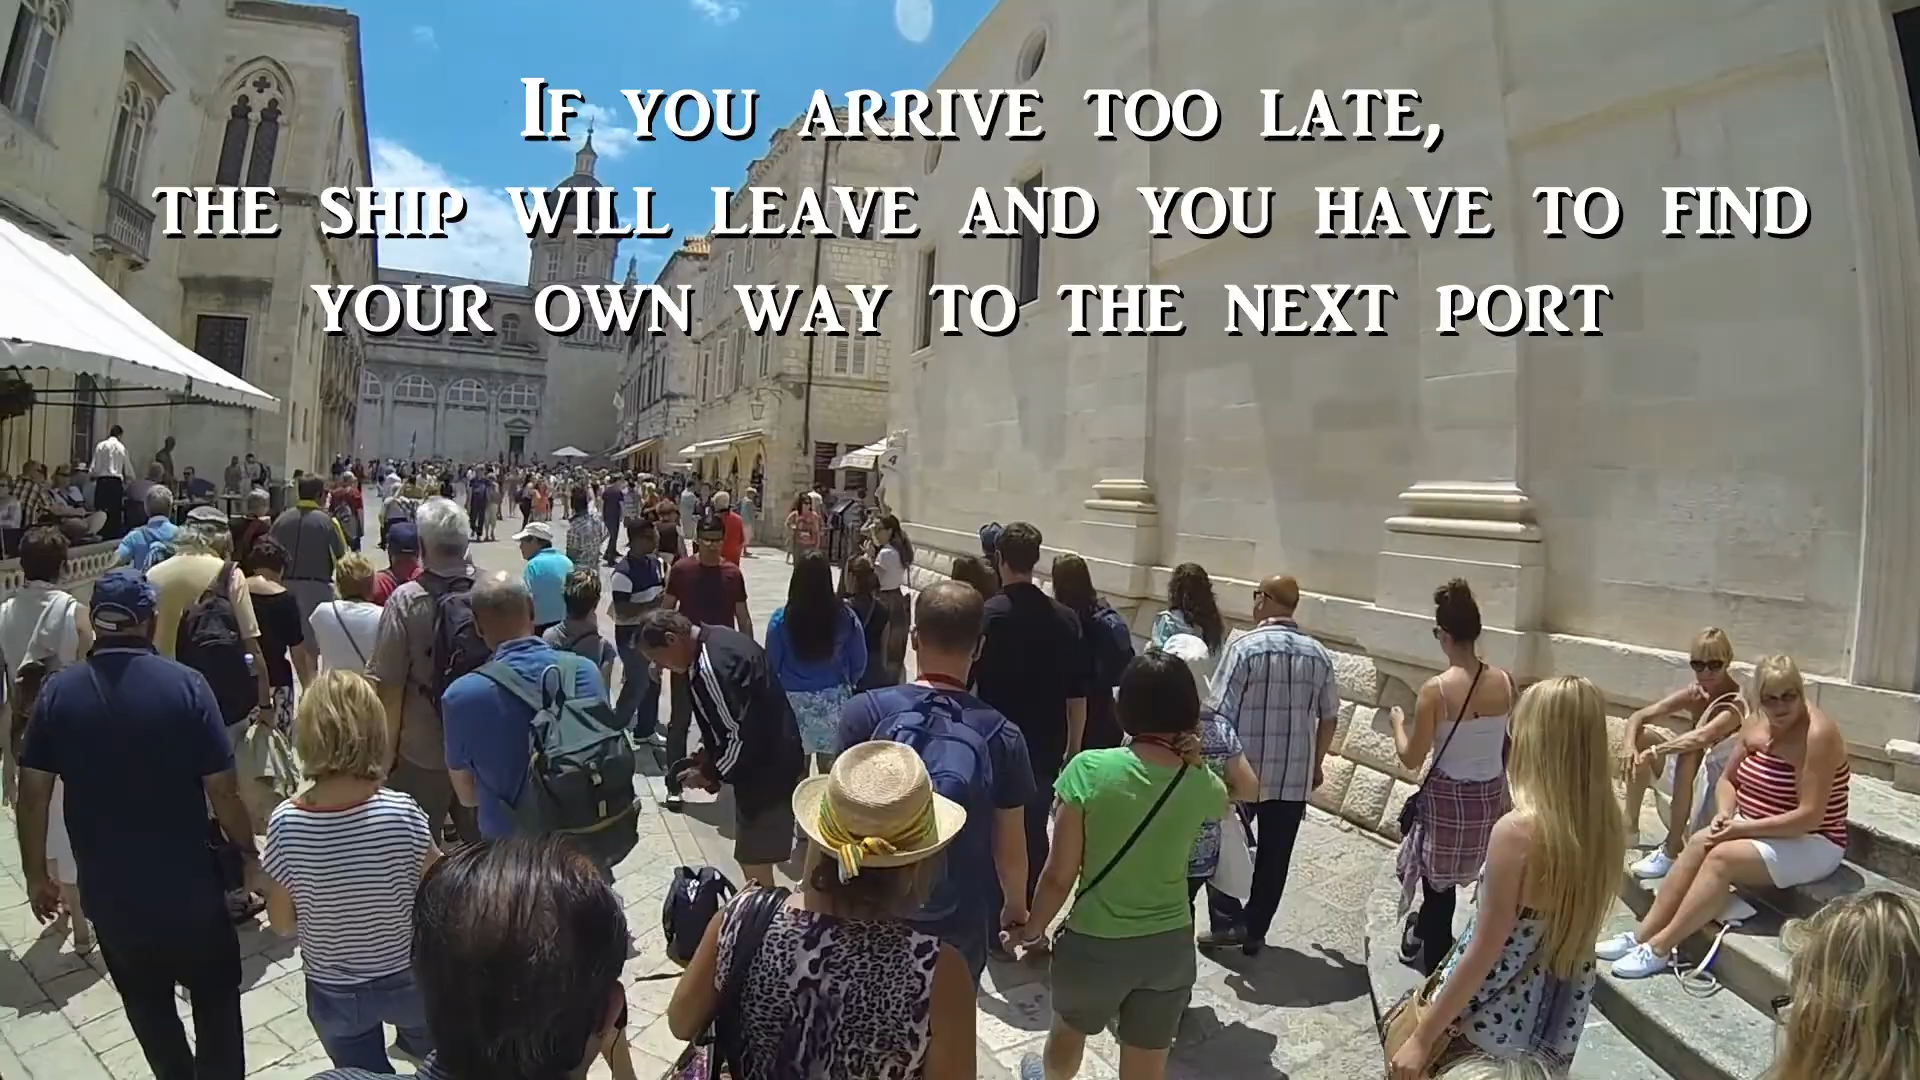 If you arrive too late,
the ship will leave and you have to find
your own way to the next port
4